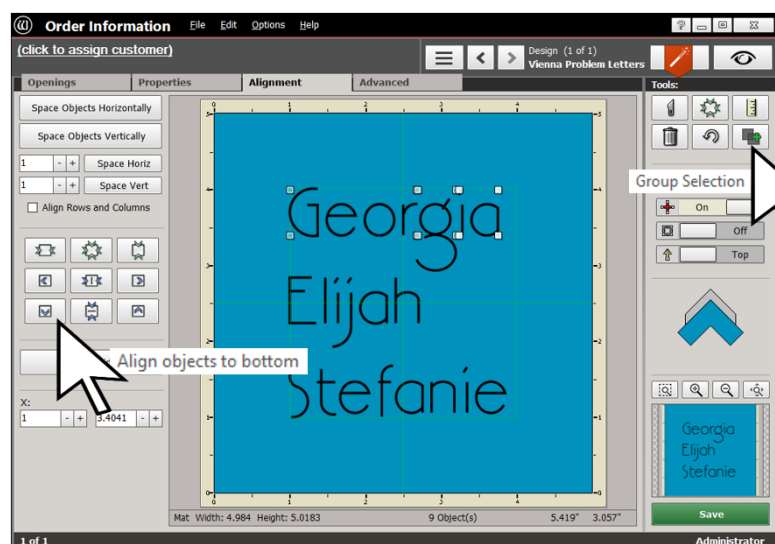 Order Information File Edit Options Help
(click to assign customer)
Design (1 of 1)
Vienna Problem Letters
Openings Properties Alignment Advanced
Tools:
Space Objects Horizontally
Space Objects Vertically
1 - + Space Horiz
1 - + Space Vert
Align Rows and Columns
Group Selection
On
Off
Top
Georgia
Elijah
Stefanie
Align objects to bottom
X:
1 - + 3.4041 - +
Georgia
Elijah
Stefanie
Save
Mat Width: 4.984 Height: 5.0183 9 Object(s) 5.419" 3.057"
1 of 1 Administrator